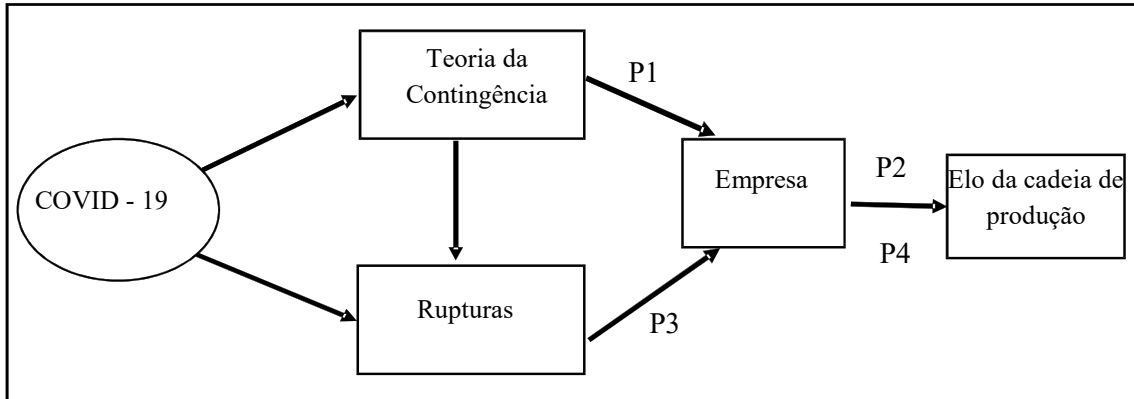 Teoria da
Contingência
P1
COVID - 19
Empresa
P2
Elo da cadeia de
produção
P4
Rupturas
P3